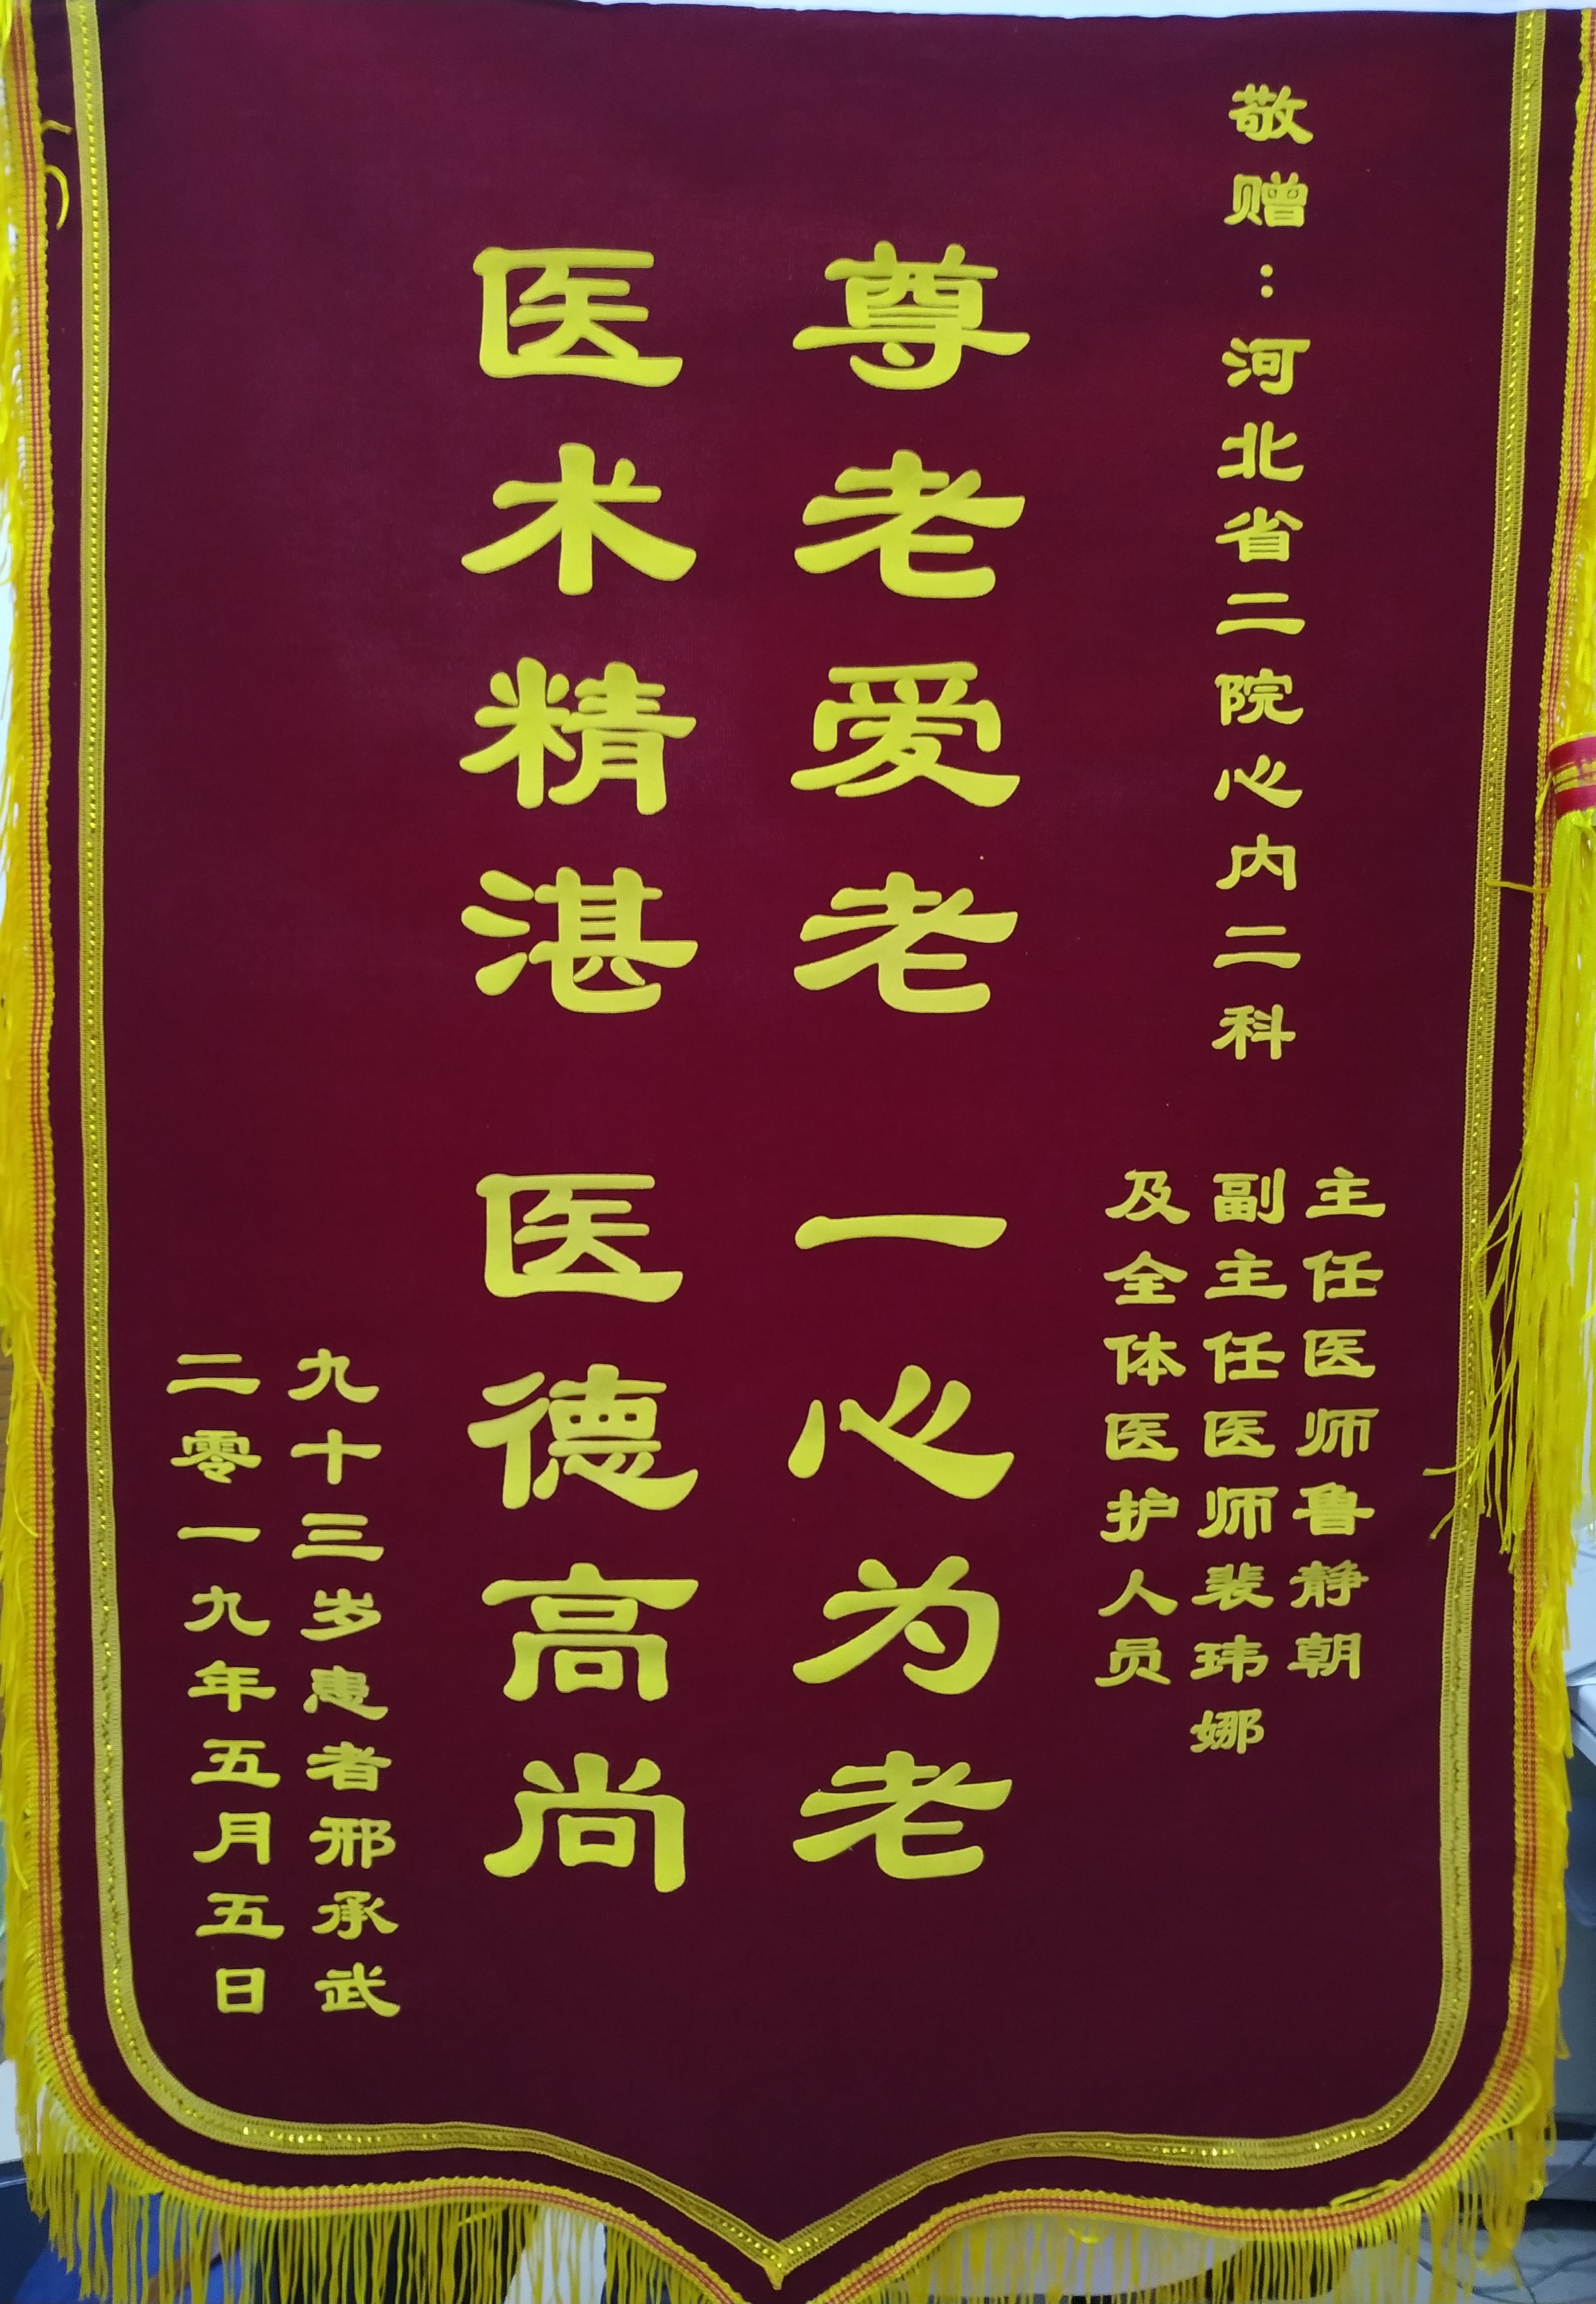 敬赠：河北省二院心内二科
主任医师鲁静朝
副主任医师裴玮娜
及全体医护人员
尊老爱老 一心为老
医术精湛 医德高尚
九十三岁患者邢承武
二零一九年五月五日